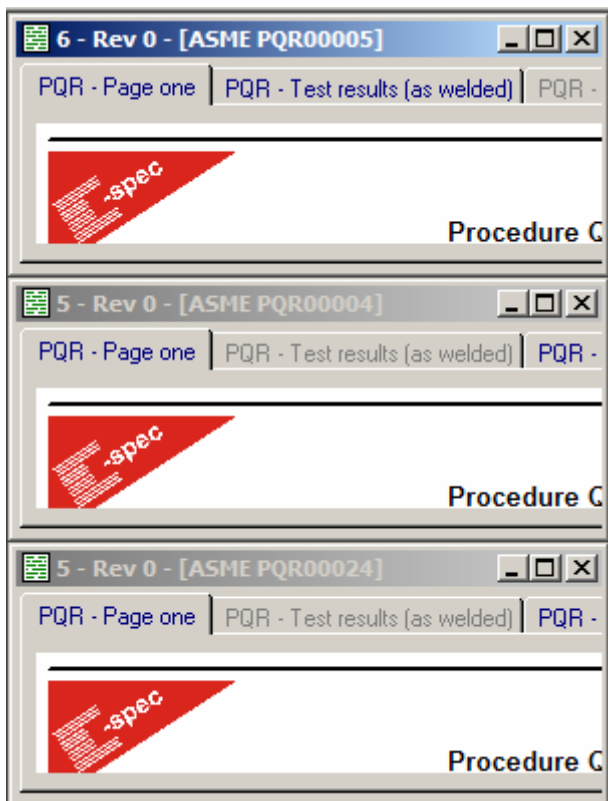 6 - Rev 0 - [ASME PQR00005]
PQR - Page one PQR - Test results (as welded) PQR -
-spec
Procedure Q
5 - Rev 0 - [ASME PQR00004]
PQR - Page one PQR - Test results (as welded) PQR -
-spec
Procedure Q
5 - Rev 0 - [ASME PQR00024]
PQR - Page one PQR - Test results (as welded) PQR -
-spec
Procedure Q